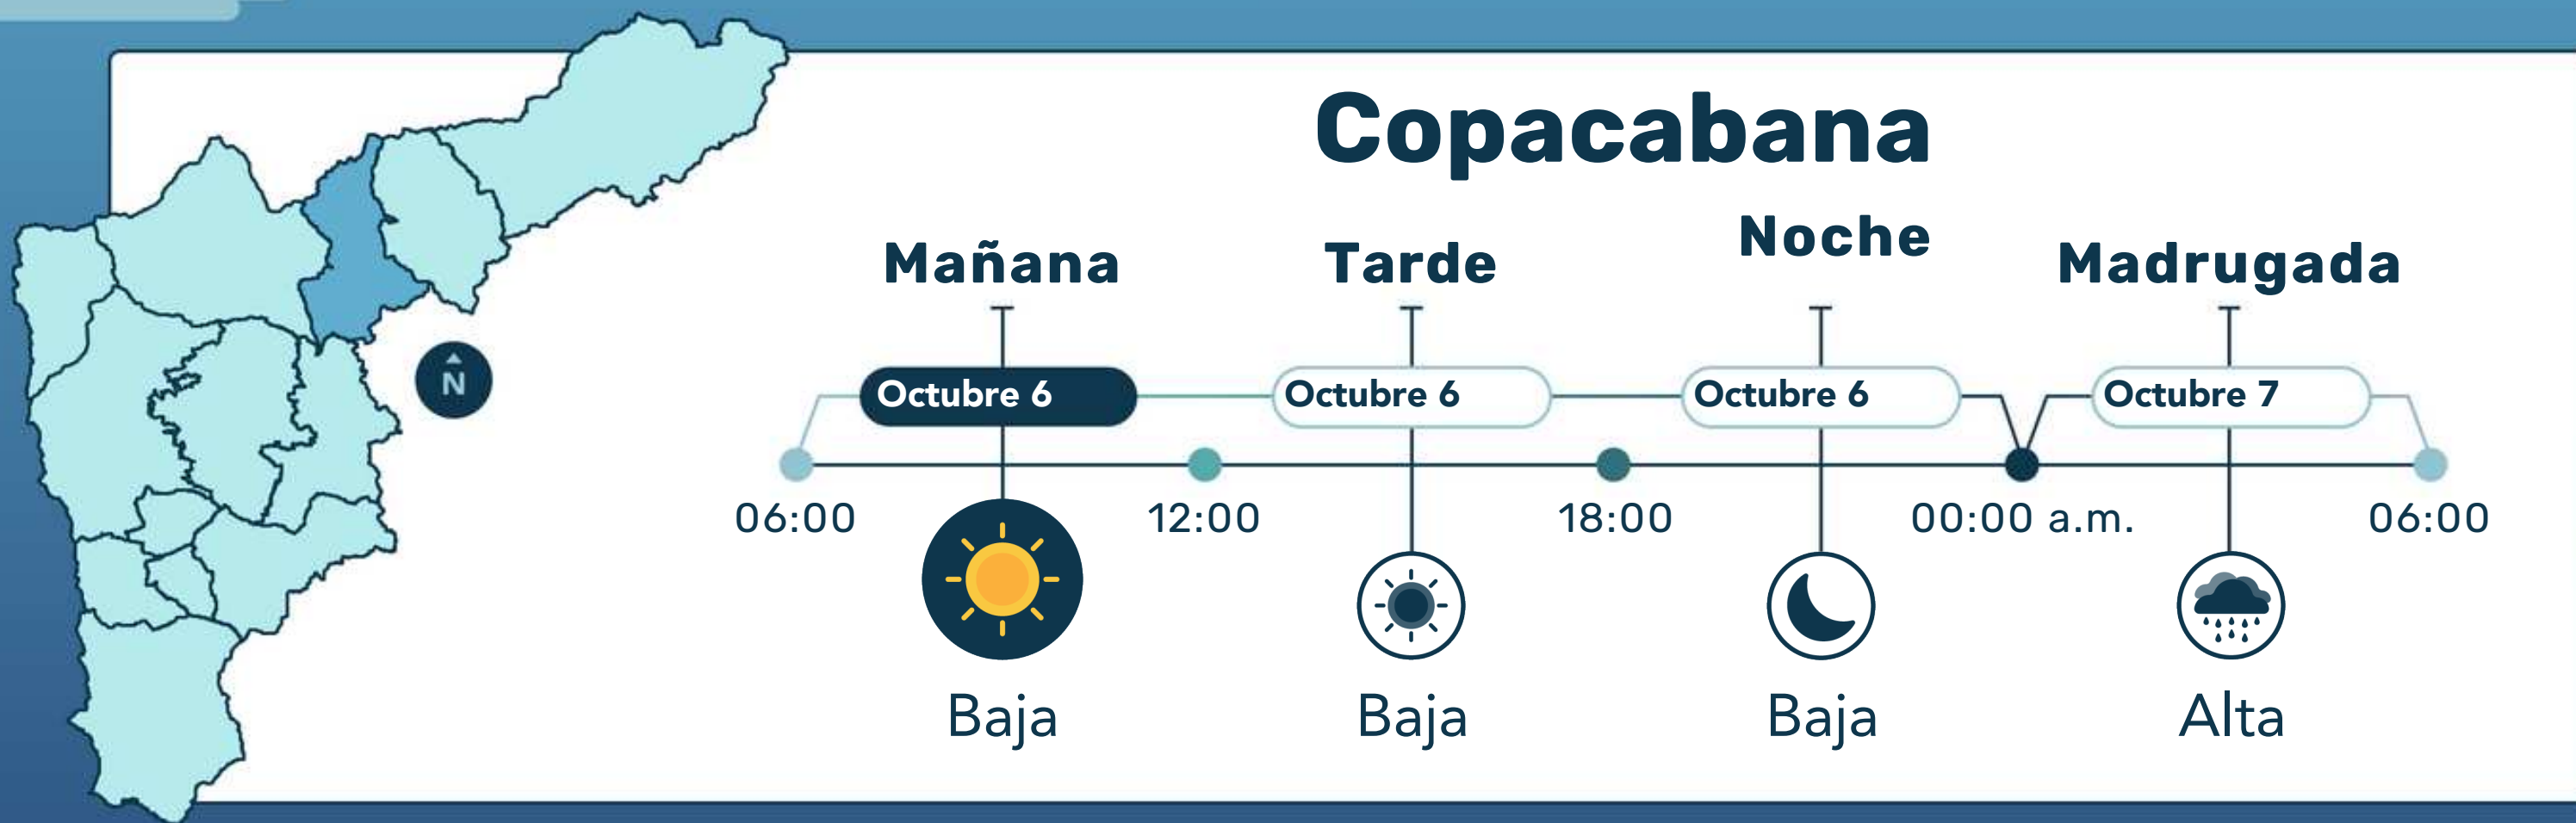 Copacabana
Mañana
Tarde
Noche
Madrugada
Octubre 6
Octubre 6
Octubre 6
Octubre 7
N
06:00
12:00
18:00
00:00 a.m.
06:00
Baja
Baja
Baja
Alta